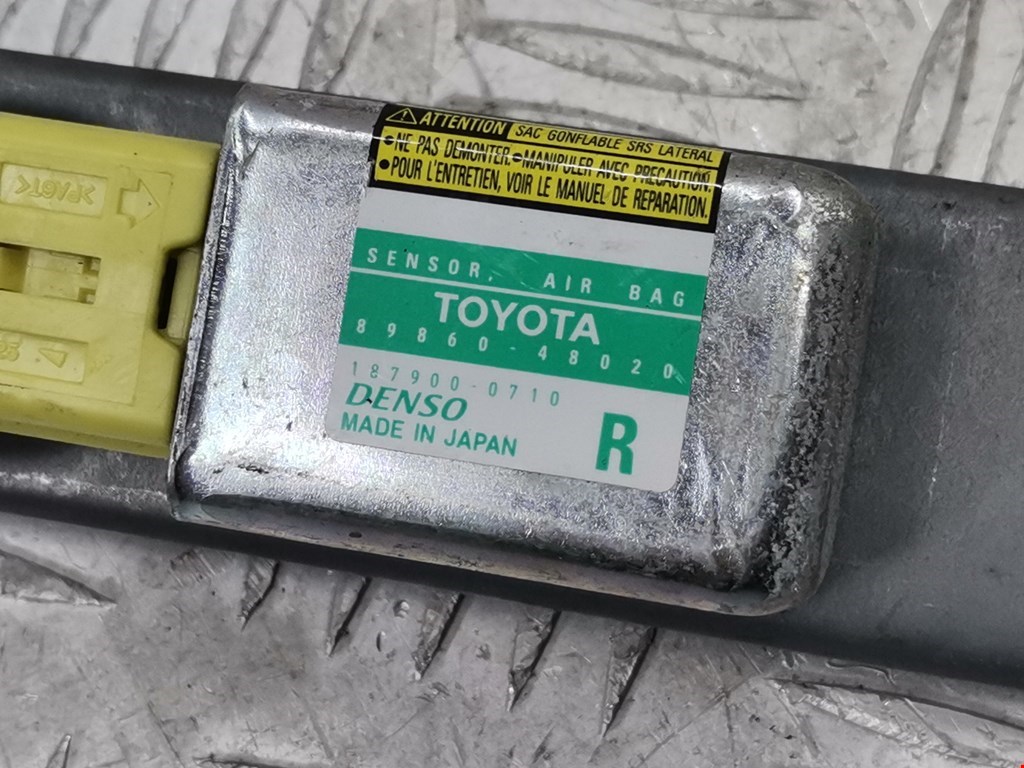 ATTENTION SAC GONFLABLE SRS LATERAL
•NE PAS DEMONTER.•MANIPULER AVEC PRECAUTION.
•POUR L'ENTRETIEN, VOIR LE MANUEL DE REPARATION.
SENSOR, AIR BAG
TOYOTA
89860-48020
187900-0710
DENSO
MADE IN JAPAN
R